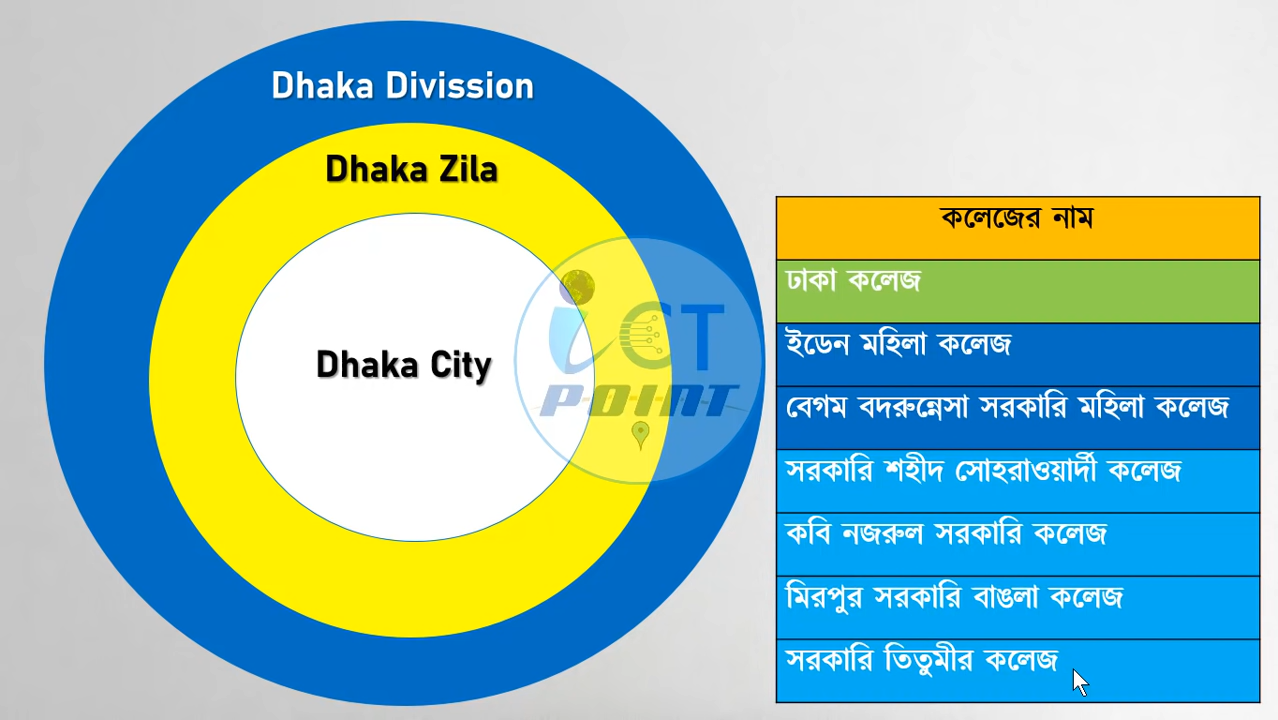 Dhaka Divission
Dhaka Zila
Dhaka City
iCT
POINT
কলেজের নাম
ঢাকা কলেজ
ইডেন মহিলা কলেজ
বেগম বদরুন্নেসা সরকারি মহিলা কলেজ
সরকারি শহীদ সোহরাওয়ার্দী কলেজ
কবি নজরুল সরকারি কলেজ
মিরপুর সরকারি বাঙলা কলেজ
সরকারি তিতুমীর কলেজ